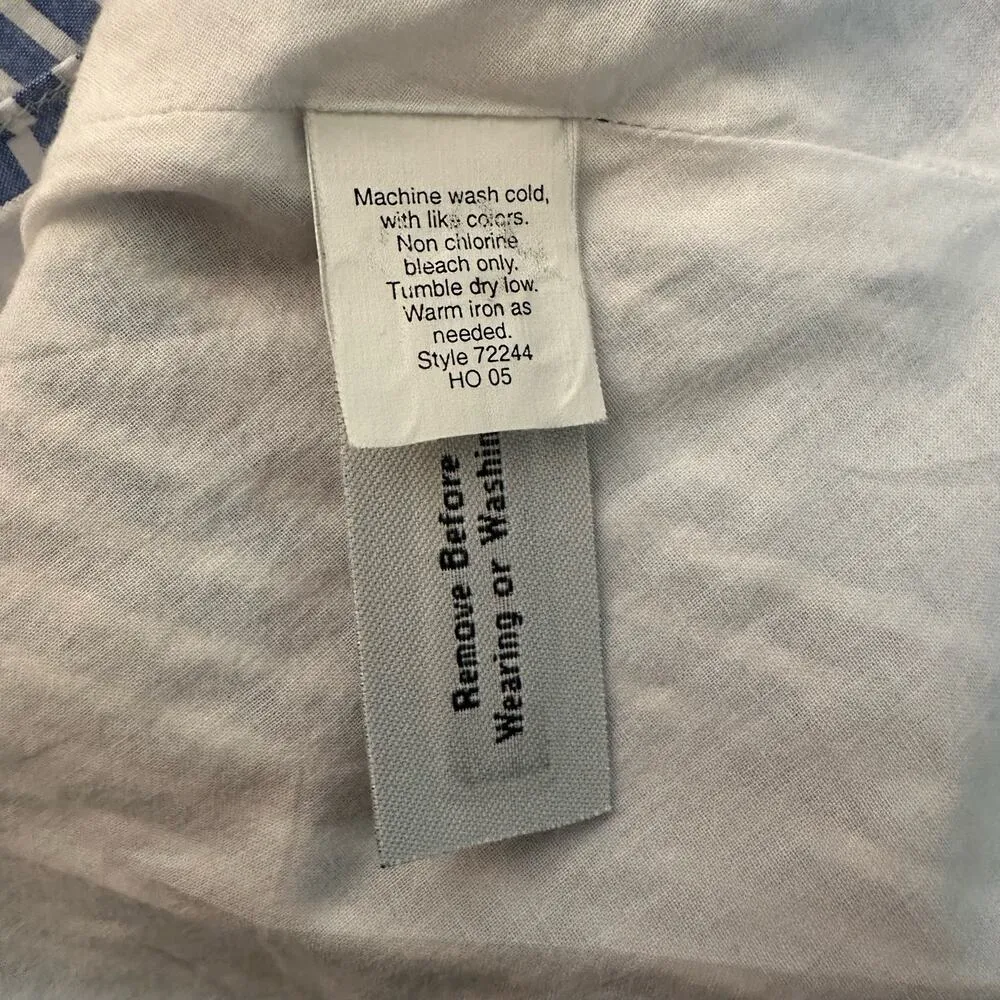 Machine wash cold,
with like colors.
Non chlorine
bleach only.
Tumble dry low.
Warm iron as
needed.
Style 72244
HO 05
Remove Before
Wearing or Washin